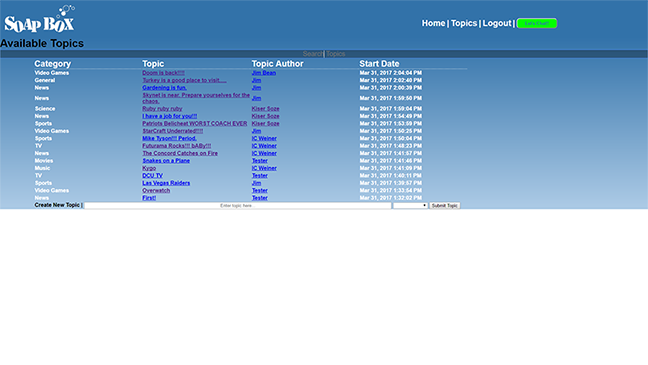 SOAP BOX
Home | Topics | Logout | Let's Chat!
Available Topics
Search | Topics
Category Topic Topic Author Start Date
Video Games Doom is back!!!! Jim Bean Mar 31, 2017 2:04:04 PM
General Turkey is a good place to visit..... Jim Mar 31, 2017 2:02:40 PM
News Gardening is fun. Jim Mar 31, 2017 2:00:39 PM
News Skynet is near. Prepare yourselves for the chaos. Jim Mar 31, 2017 1:59:50 PM
Science Ruby ruby ruby Kiser Soze Mar 31, 2017 1:59:04 PM
News I have a job for you!!! Kiser Soze Mar 31, 2017 1:54:49 PM
Sports Patriots Belicheat WORST COACH EVER Kiser Soze Mar 31, 2017 1:53:59 PM
Video Games StarCraft Underrated!!!! Jim Mar 31, 2017 1:50:25 PM
Sports Mike Tyson!!! Period. IC Weiner Mar 31, 2017 1:50:04 PM
TV Futurama Rocks!!! bABy!!! IC Weiner Mar 31, 2017 1:48:23 PM
News The Concord Catches on Fire IC Weiner Mar 31, 2017 1:41:57 PM
Movies Snakes on a Plane Tester Mar 31, 2017 1:41:46 PM
Music Kygo IC Weiner Mar 31, 2017 1:41:09 PM
TV DCU TV Tester Mar 31, 2017 1:40:11 PM
Sports Las Vegas Raiders Jim Mar 31, 2017 1:39:57 PM
Video Games Overwatch Tester Mar 31, 2017 1:33:54 PM
News First! Tester Mar 31, 2017 1:32:02 PM
Create New Topic | Enter topic here Submit Topic